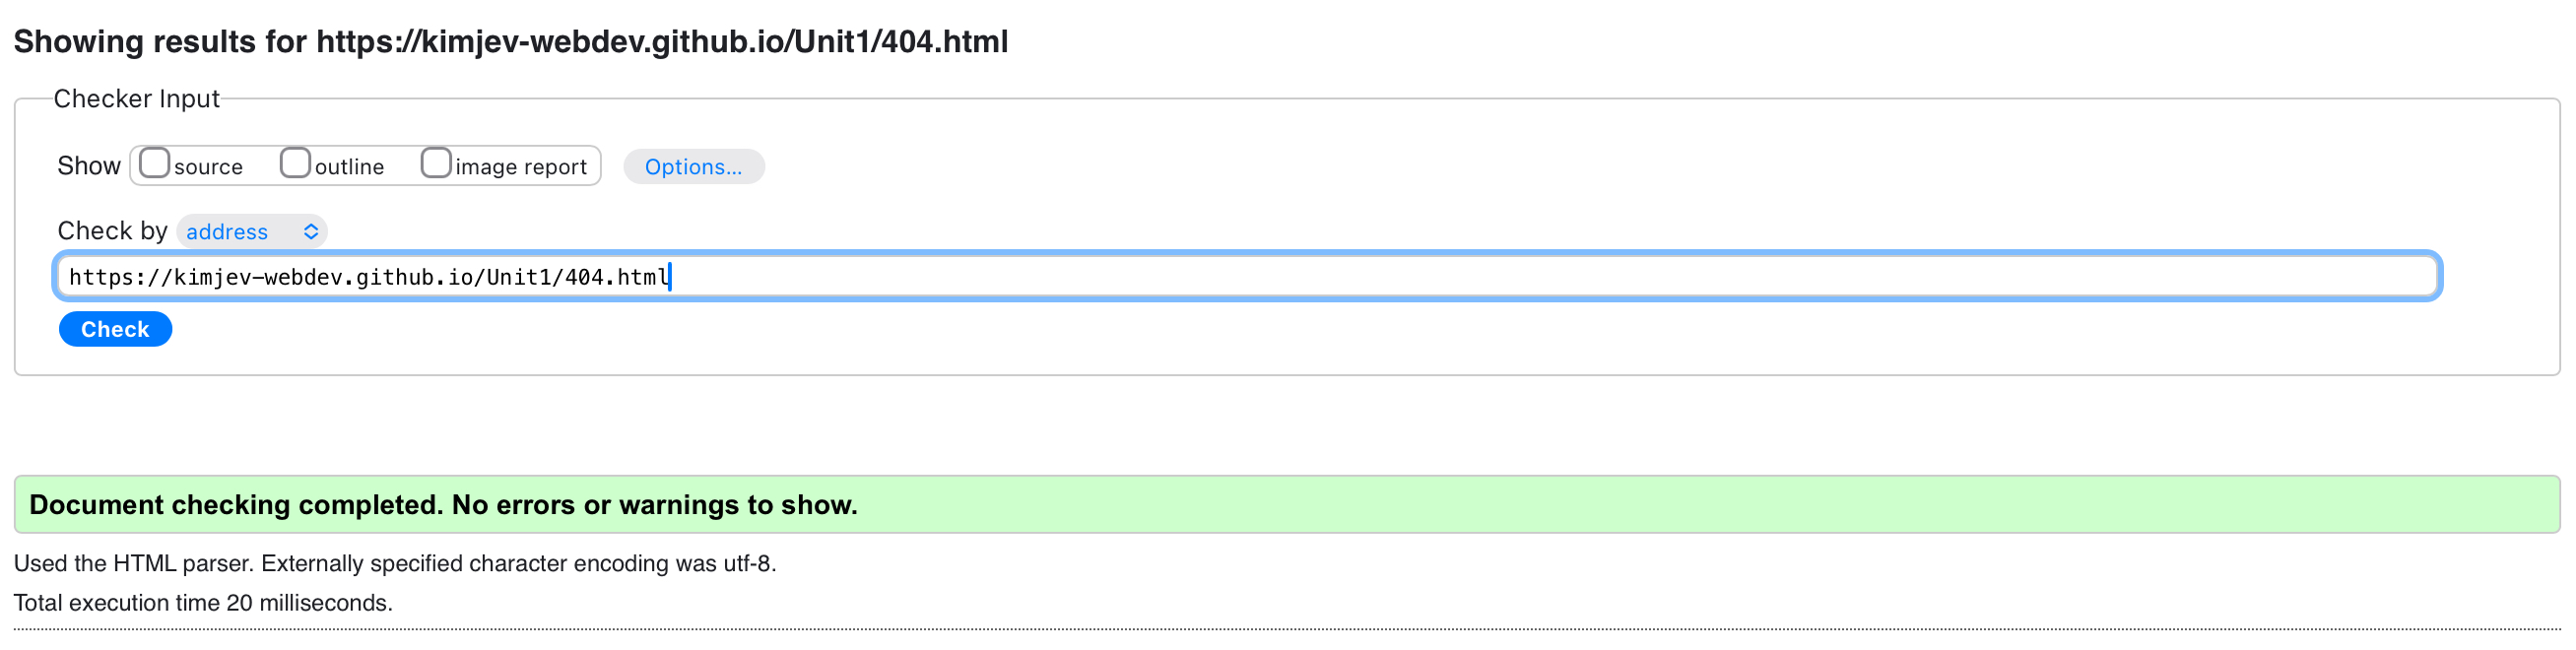 Showing results for https://kimjev-webdev.github.io/Unit1/404.html
Checker Input
Show source outline image report Options...
Check by address
https://kimjev-webdev.github.io/Unit1/404.html
Check
Document checking completed. No errors or warnings to show.
Used the HTML parser. Externally specified character encoding was utf-8.
Total execution time 20 milliseconds.